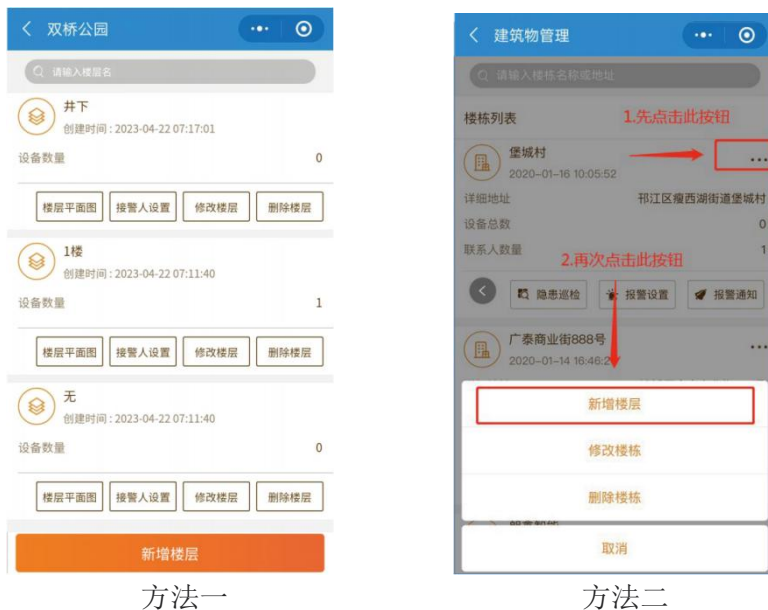 双桥公园
请输入楼层名
井下
创建时间 : 2023-04-22 07:17:01
设备数量 0
楼层平面图 接警人设置 修改楼层 删除楼层
1楼
创建时间 : 2023-04-22 07:11:40
设备数量 1
楼层平面图 接警人设置 修改楼层 删除楼层
无
创建时间 : 2023-04-22 07:11:40
设备数量 0
楼层平面图 接警人设置 修改楼层 删除楼层
新增楼层
方法一
建筑物管理
请输入楼栋名称或地址
楼栋列表 1.先点击此按钮
堡城村
2020-01-16 10:05:52
详细地址 邗江区瘦西湖街道堡城村
设备总数 0
联系人数量 1
2.再次点击此按钮
隐患巡检 报警设置 报警通知
广泰商业街888号
2020-01-14 16:46:2
新增楼层
修改楼栋
删除楼栋
取消
方法二